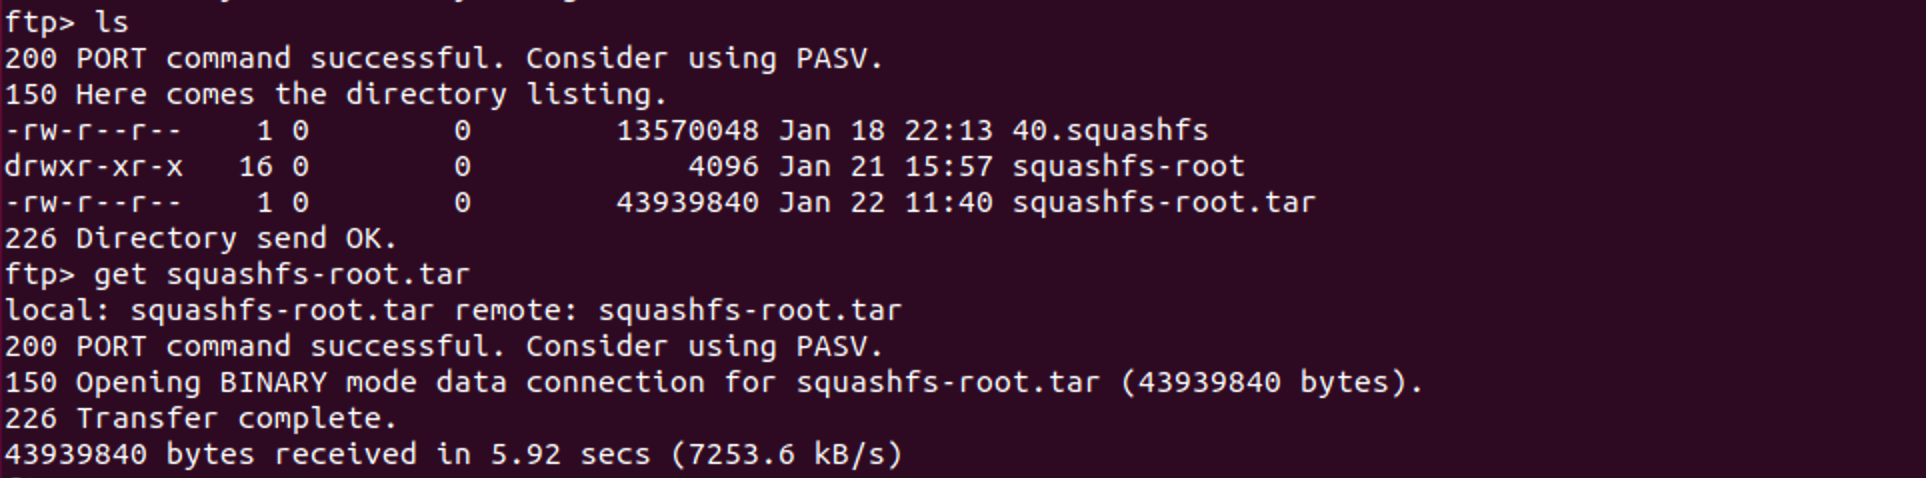 ftp> ls
200 PORT command successful. Consider using PASV.
150 Here comes the directory listing.
-rw-r--r--    1 0        0        13570048 Jan 18 22:13 40.squashfs
drwxr-xr-x   16 0        0            4096 Jan 21 15:57 squashfs-root
-rw-r--r--    1 0        0        43939840 Jan 22 11:40 squashfs-root.tar
226 Directory send OK.
ftp> get squashfs-root.tar
local: squashfs-root.tar remote: squashfs-root.tar
200 PORT command successful. Consider using PASV.
150 Opening BINARY mode data connection for squashfs-root.tar (43939840 bytes).
226 Transfer complete.
43939840 bytes received in 5.92 secs (7253.6 kB/s)